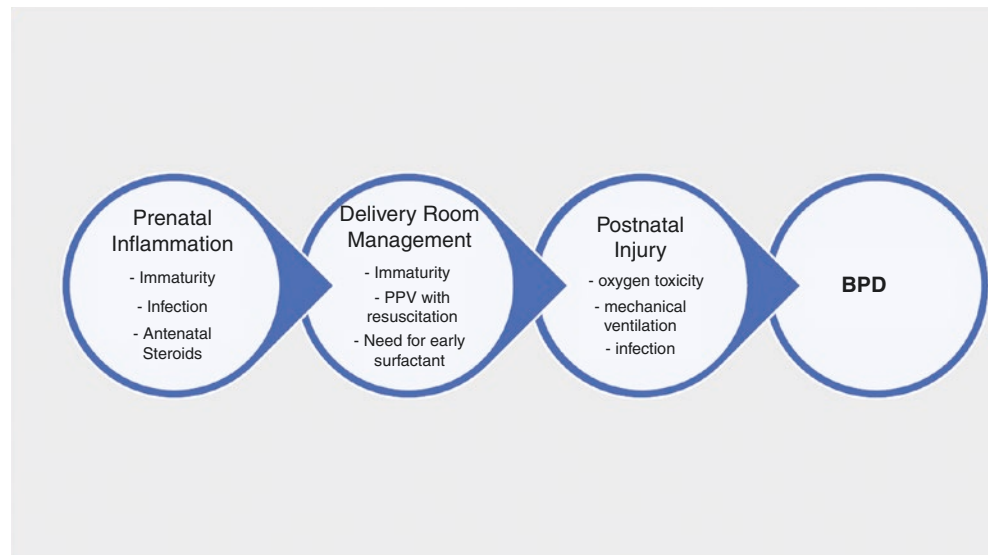 Prenatal
Inflammation
- Immaturity
- Infection
- Antenatal
Steroids
Delivery Room
Management
- Immaturity
- PPV with
resuscitation
- Need for early
surfactant
Postnatal
Injury
- oxygen toxicity
- mechanical
ventilation
- infection
BPD